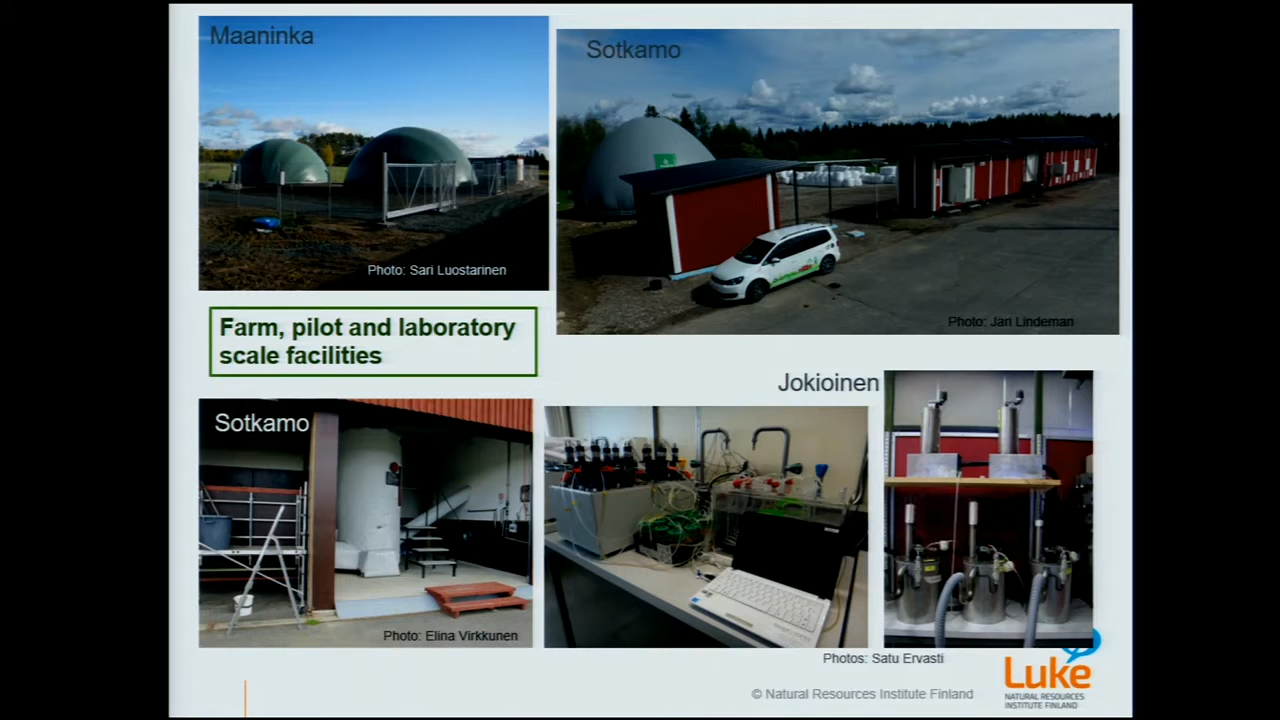 Maaninka
Sotkamo
Photo: Sari Luostarinen
Photo: Jari Lindeman
Farm, pilot and laboratory
scale facilities
Jokioinen
Sotkamo
Photo: Elina Virkkunen
Photos: Satu Ervasti
© Natural Resources Institute Finland
Luke
NATURAL RESOURCES
INSTITUTE FINLAND